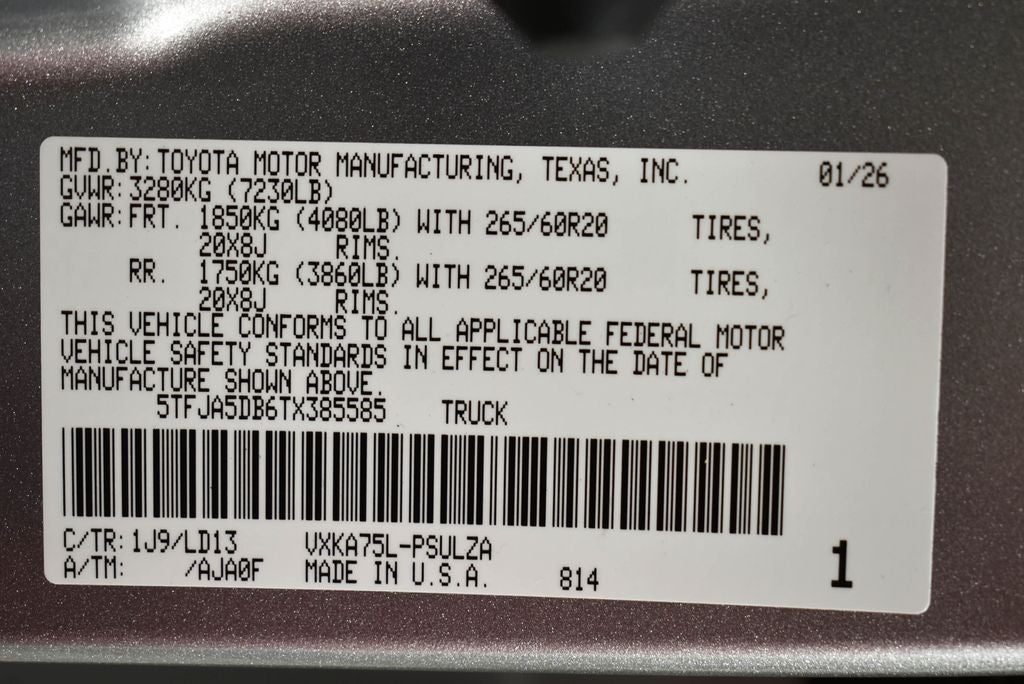 MFD.BY: TOYOTA MOTOR MANUFACTURING, TEXAS, INC. 01/26
GVWR: 3280KG (7230LB)
GAWR: FRT. 1850KG (4080LB) WITH 265/60R20 TIRES,
20X8J RIMS.
RR. 1750KG (3860LB) WITH 265/60R20 TIRES,
20X8J RIMS.
THIS VEHICLE CONFORMS TO ALL APPLICABLE FEDERAL MOTOR
VEHICLE SAFETY STANDARDS IN EFFECT ON THE DATE OF
MANUFACTURE SHOWN ABOVE.
5TFJA5DB6TX385585 TRUCK
C/TR: 1J9/LD13 VXKA75L-PSULZA
A/TM: /AJA0F MADE IN U.S.A. 814 1